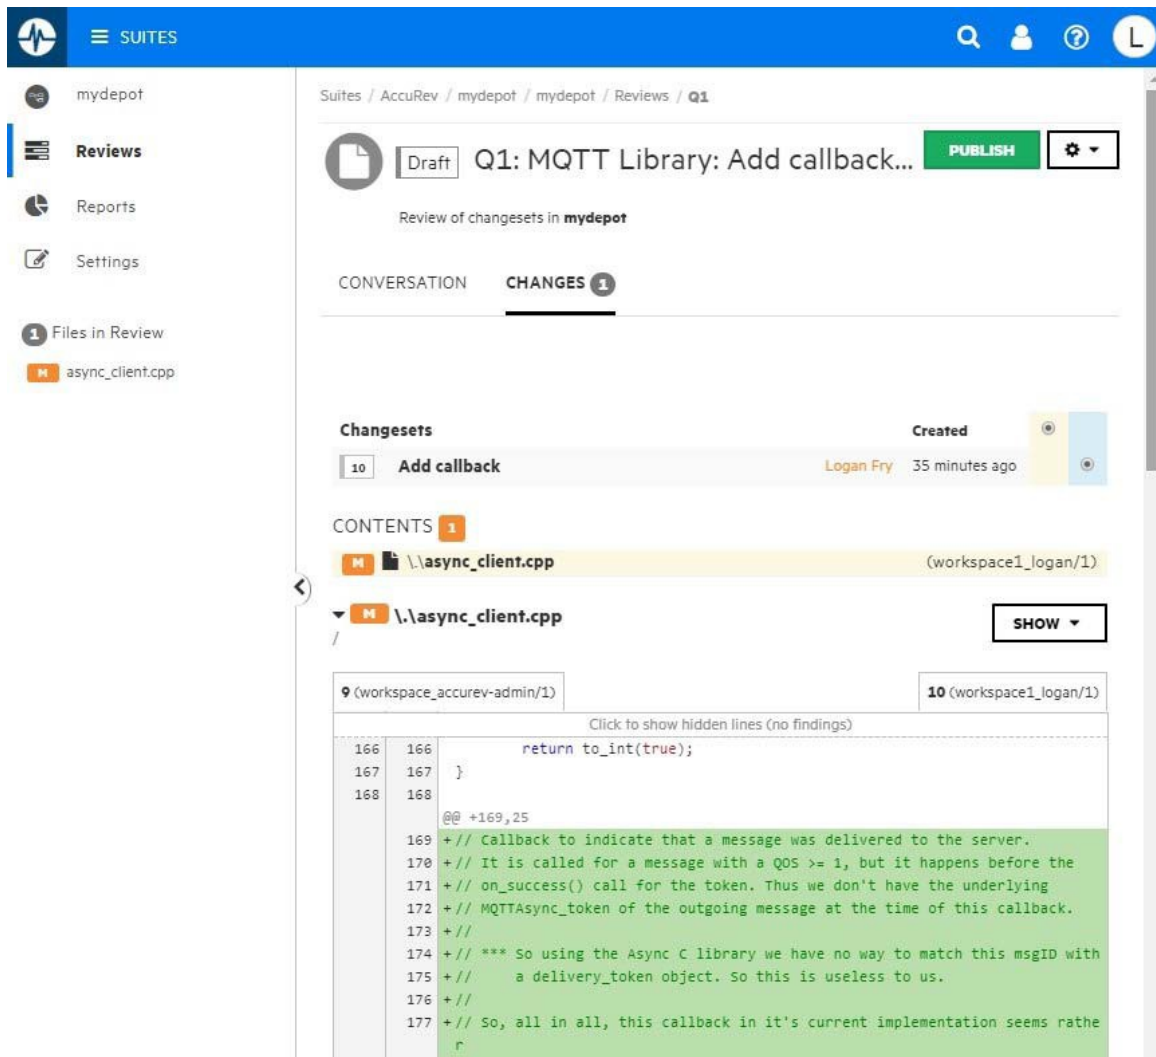 SUITES
L
mydepot
Reviews
Reports
Settings
1 Files in Review
M async_client.cpp
Suites / AccuRev / mydepot / mydepot / Reviews / Q1
Draft Q1: MQTT Library: Add callback... PUBLISH
Review of changesets in mydepot
CONVERSATION CHANGES 1
Changesets Created
10 Add callback Logan Fry 35 minutes ago
CONTENTS 1
M \.\async_client.cpp (workspace1_logan/1)
M \.\async_client.cpp SHOW
/
9 (workspace_accurev-admin/1) 10 (workspace1_logan/1)
Click to show hidden lines (no findings)
166 166 return to_int(true);
167 167 }
168 168
@@ +169,25
169 +// Callback to indicate that a message was delivered to the server.
170 +// It is called for a message with a QOS >= 1, but it happens before the
171 +// on_success() call for the token. Thus we don't have the underlying
172 +// MQTTAsync_token of the outgoing message at the time of this callback.
173 +//
174 +// *** So using the Async C library we have no way to match this msgID with
175 +// a delivery_token object. So this is useless to us.
176 +//
177 +// So, all in all, this callback in it's current implementation seems rathe
r